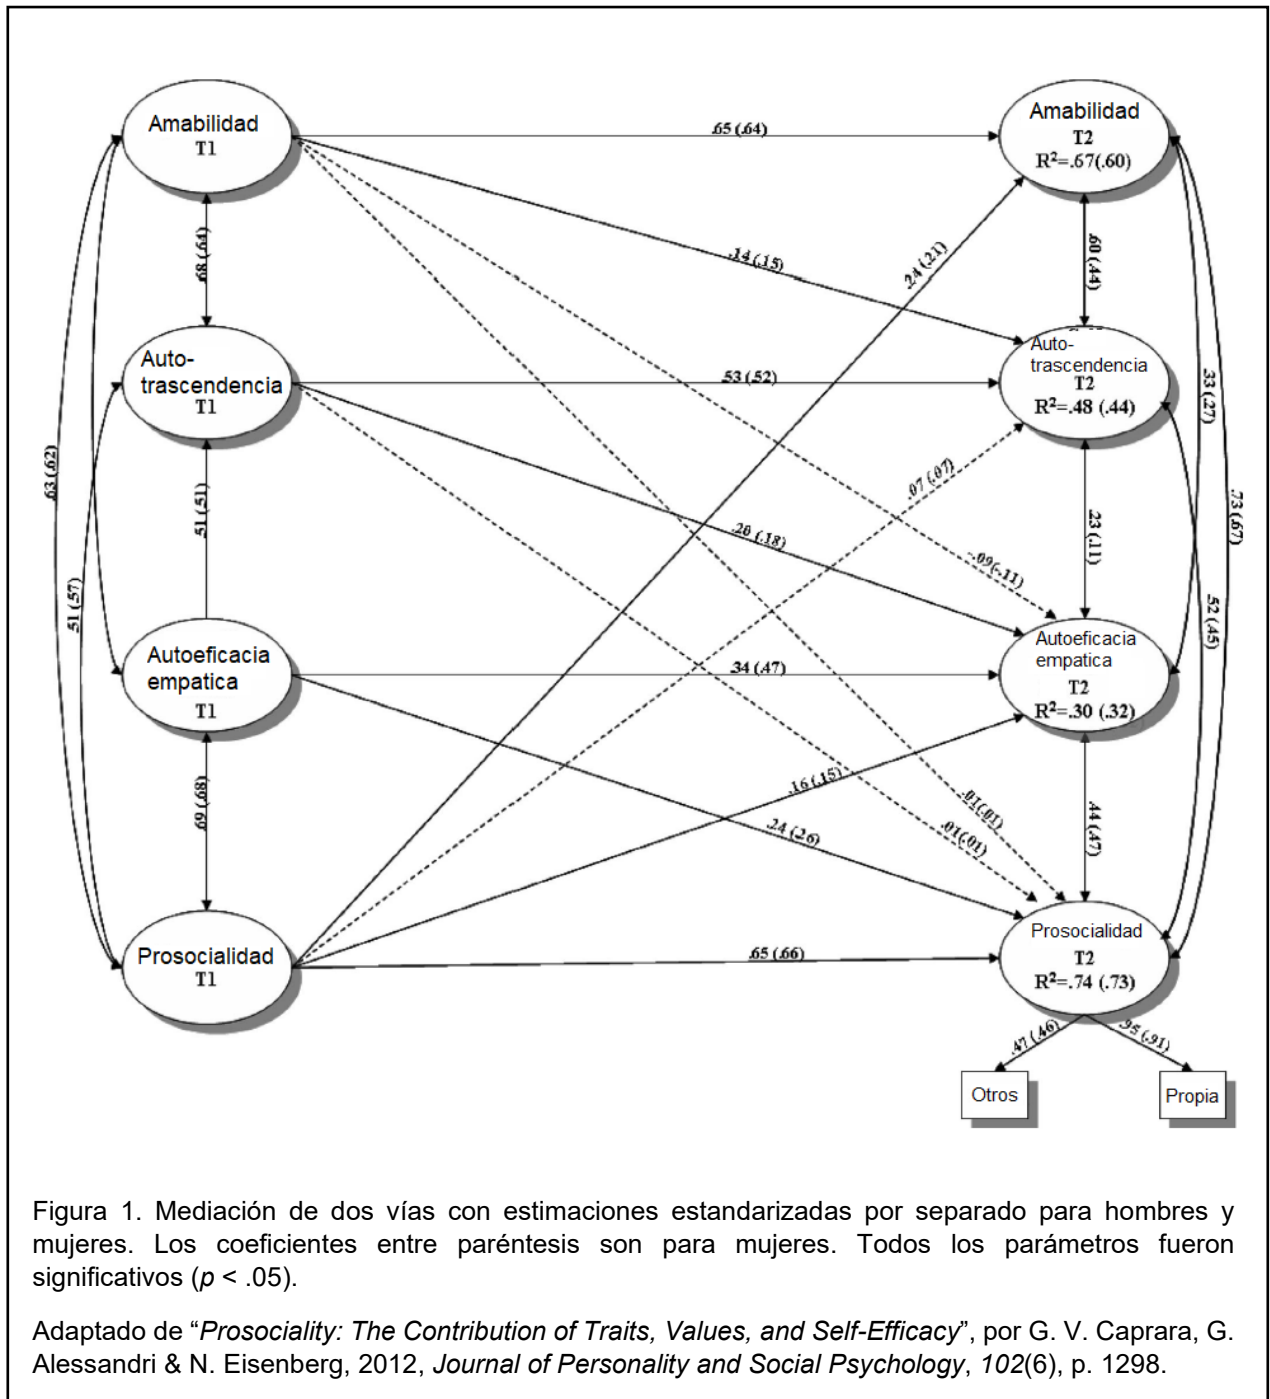 Amabilidad
T1
.65 (.64)
Amabilidad
T2
R²=.67(.60)
.68 (.64)
.14 (.15)
.24 (.21)
.60 (.44)
Auto-
trascendencia
T1
.53 (.52)
Auto-
trascendencia
T2
R²=.48 (.44)
.33 (.27)
.63 (.62)
.51 (.51)
.07 (.07)
.20 (.18)
.23 (.11)
.73 (.67)
-.09(-.11)
.51 (.57)
.52 (.45)
Autoeficacia
empatica
T1
.34 (.47)
Autoeficacia
empatica
T2
R²=.30 (.32)
.69 (.68)
.16 (.15)
.24 (.26)
.01(.01)
.01(.01)
.44 (.47)
Prosocialidad
T1
.65 (.66)
Prosocialidad
T2
R²=.74 (.73)
.47 (.46)
.95 (.91)
Otros
Propia
Figura 1. Mediación de dos vías con estimaciones estandarizadas por separado para hombres y
mujeres. Los coeficientes entre paréntesis son para mujeres. Todos los parámetros fueron
significativos (p < .05).
Adaptado de “Prosociality: The Contribution of Traits, Values, and Self-Efficacy”, por G. V. Caprara, G.
Alessandri & N. Eisenberg, 2012, Journal of Personality and Social Psychology, 102(6), p. 1298.